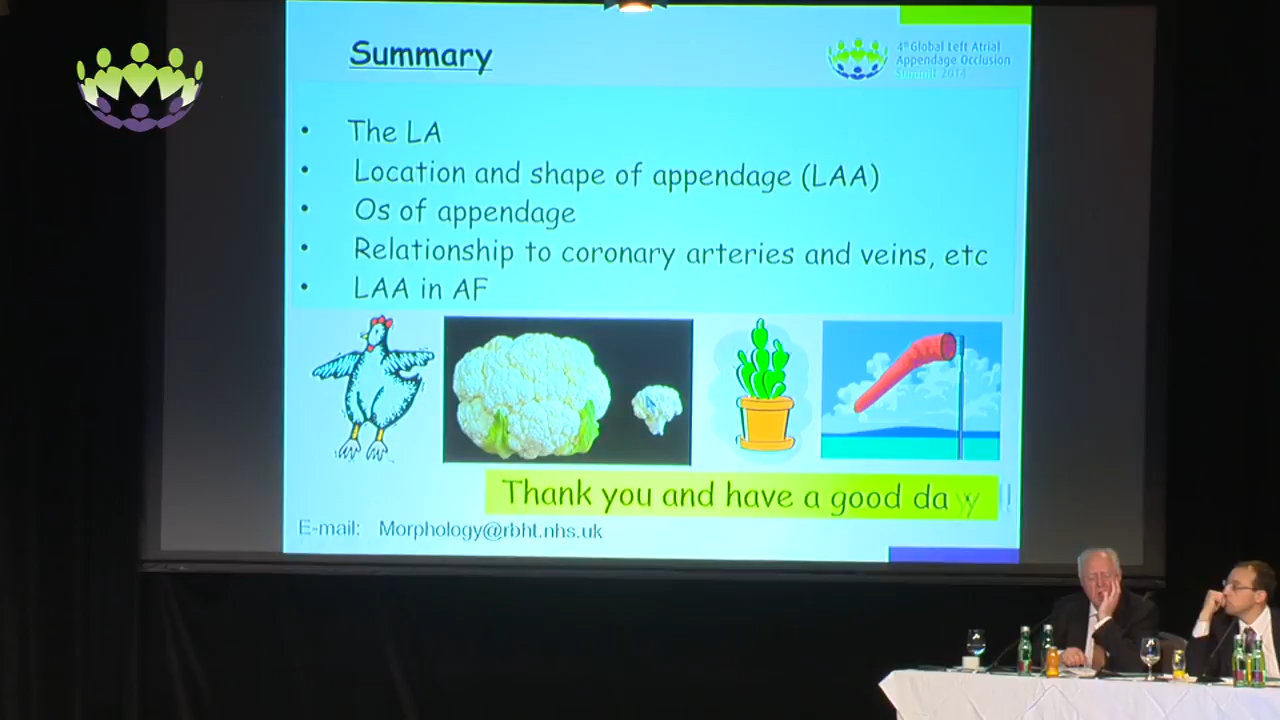 Summary
4th Global Left Atrial
Appendage Occlusion
Summit 2014
• The LA
• Location and shape of appendage (LAA)
• Os of appendage
• Relationship to coronary arteries and veins, etc
• LAA in AF
Thank you and have a good day !!
E-mail: Morphology@rbht.nhs.uk